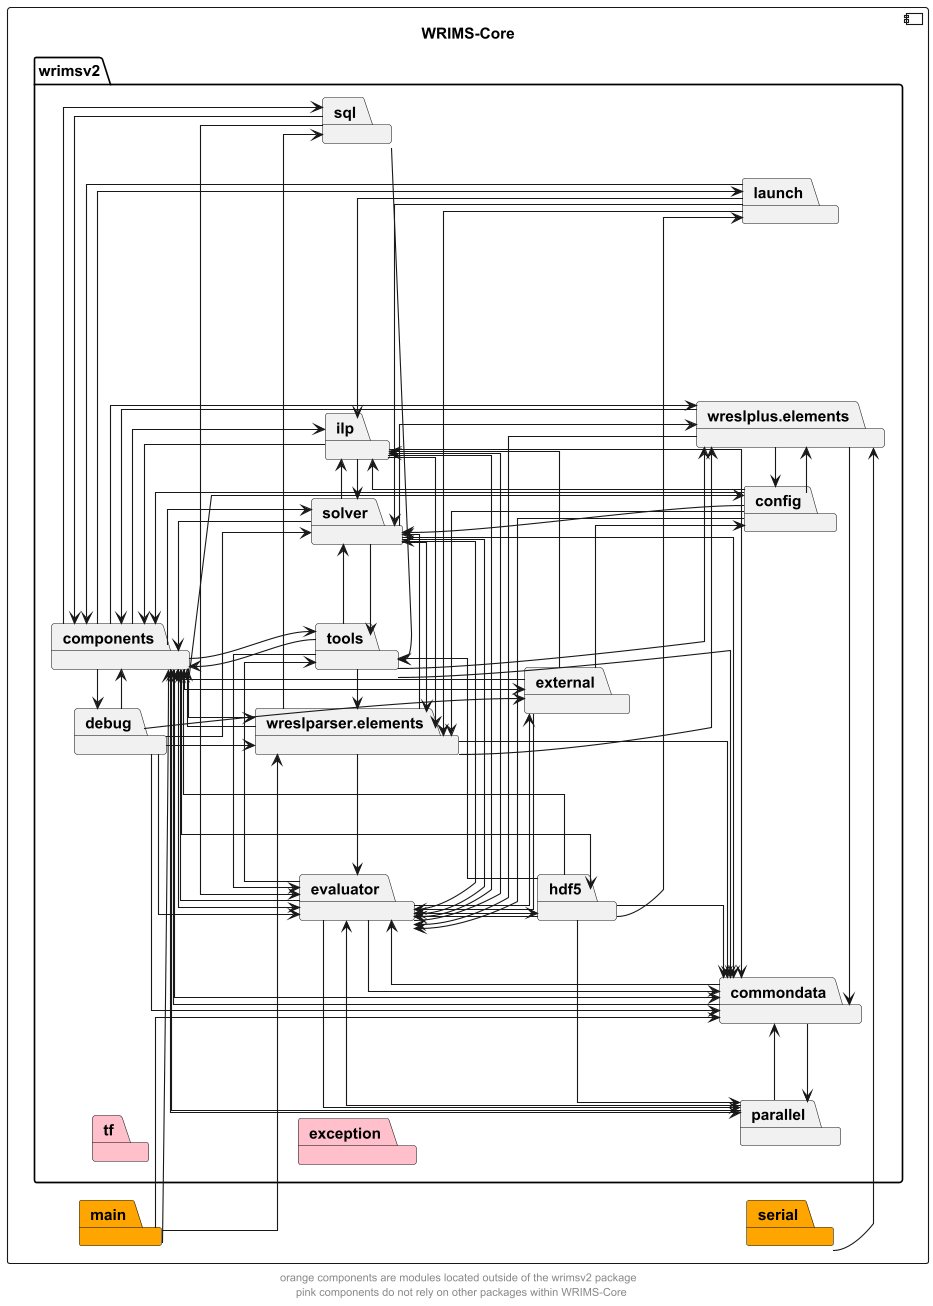 WRIMS-Core
wrimsv2
sql
launch
wreslplus.elements
ilp
config
solver
components
tools
external
debug
wreslparser.elements
evaluator
hdf5
commondata
parallel
tf
exception
main
serial
orange components are modules located outside of the wrimsv2 package
pink components do not rely on other packages within WRIMS-Core